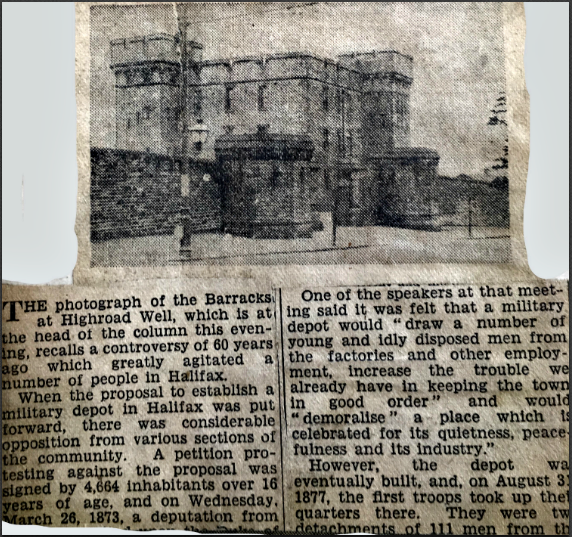 THE photograph of the Barracks
at Highroad Well, which is at
the head of the column this even-
ing, recalls a controversy of 60 years
ago which greatly agitated a
number of people in Halifax.
When the proposal to establish a
military depot in Halifax was put
forward, there was considerable
opposition from various sections of
the community. A petition pro-
testing against the proposal was
signed by 4,664 inhabitants over 16
years of age, and on Wednesday,
March 26, 1873, a deputation from
One of the speakers at that meet-
ing said it was felt that a military
depot would "draw a number of
young and idly disposed men from
the factories and other employ-
ment, increase the trouble we
already have in keeping the town
in good order" and would
"demoralise" a place which is
celebrated for its quietness, peace-
fulness and its industry."
However, the depot wa
eventually built, and, on August 31
1877, the first troops took up thei
quarters there. They were tw
detachments of 111 men from th